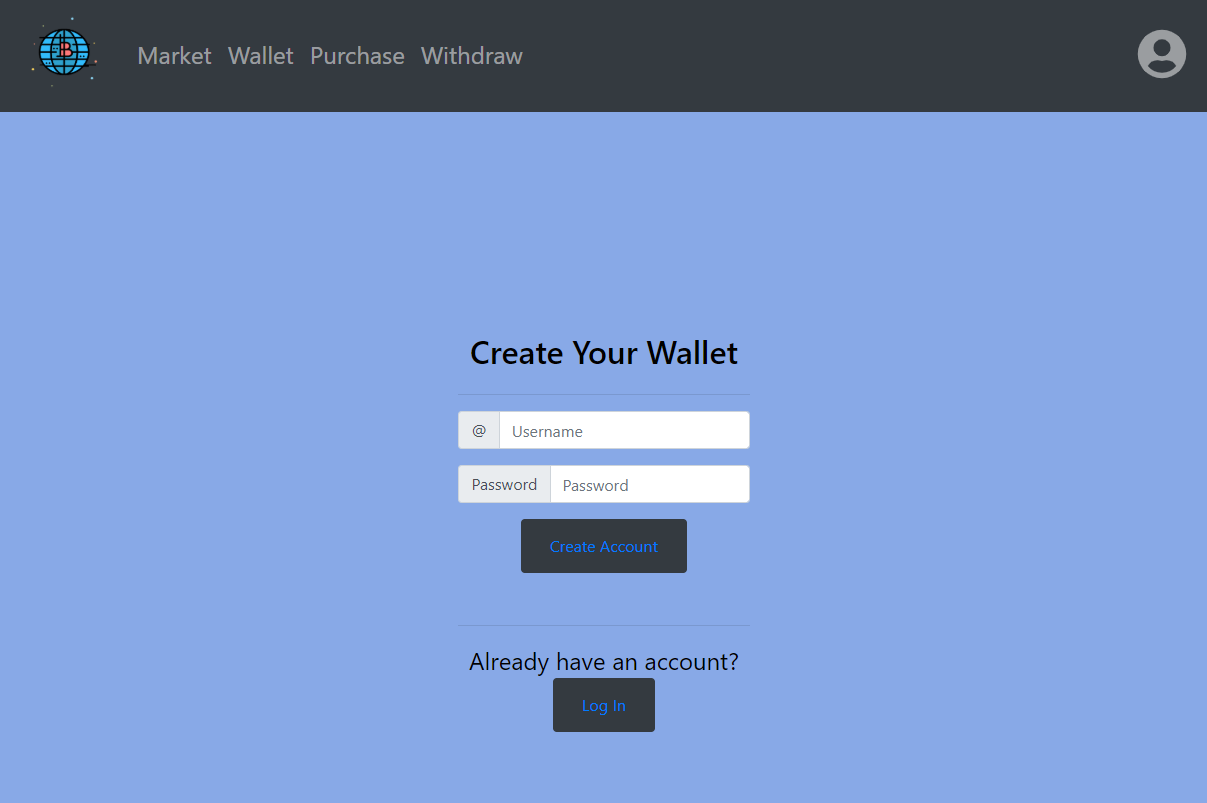 B
Market Wallet Purchase Withdraw
Create Your Wallet
@ Username
Password Password
Create Account
Already have an account?
Log In